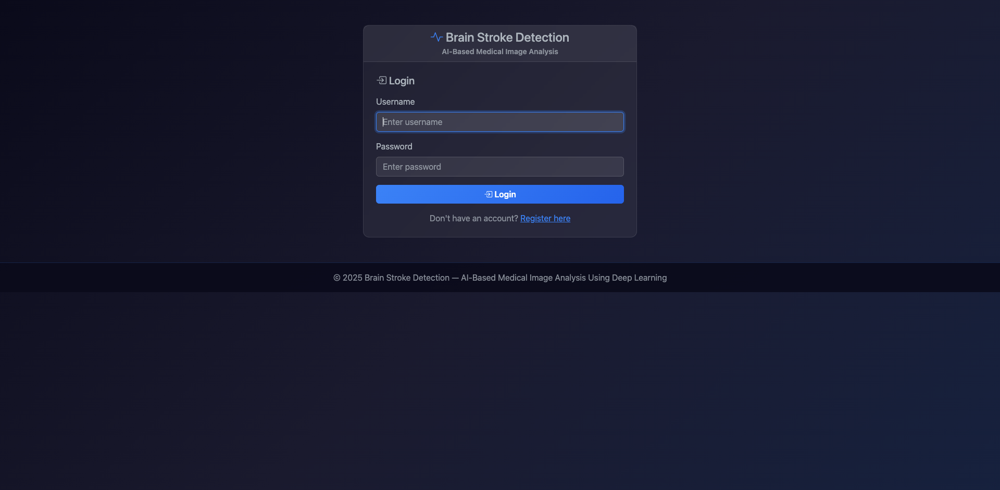 Brain Stroke Detection
AI-Based Medical Image Analysis
Login
Username
Enter username
Password
Enter password
Login
Don't have an account? Register here
© 2025 Brain Stroke Detection — AI-Based Medical Image Analysis Using Deep Learning